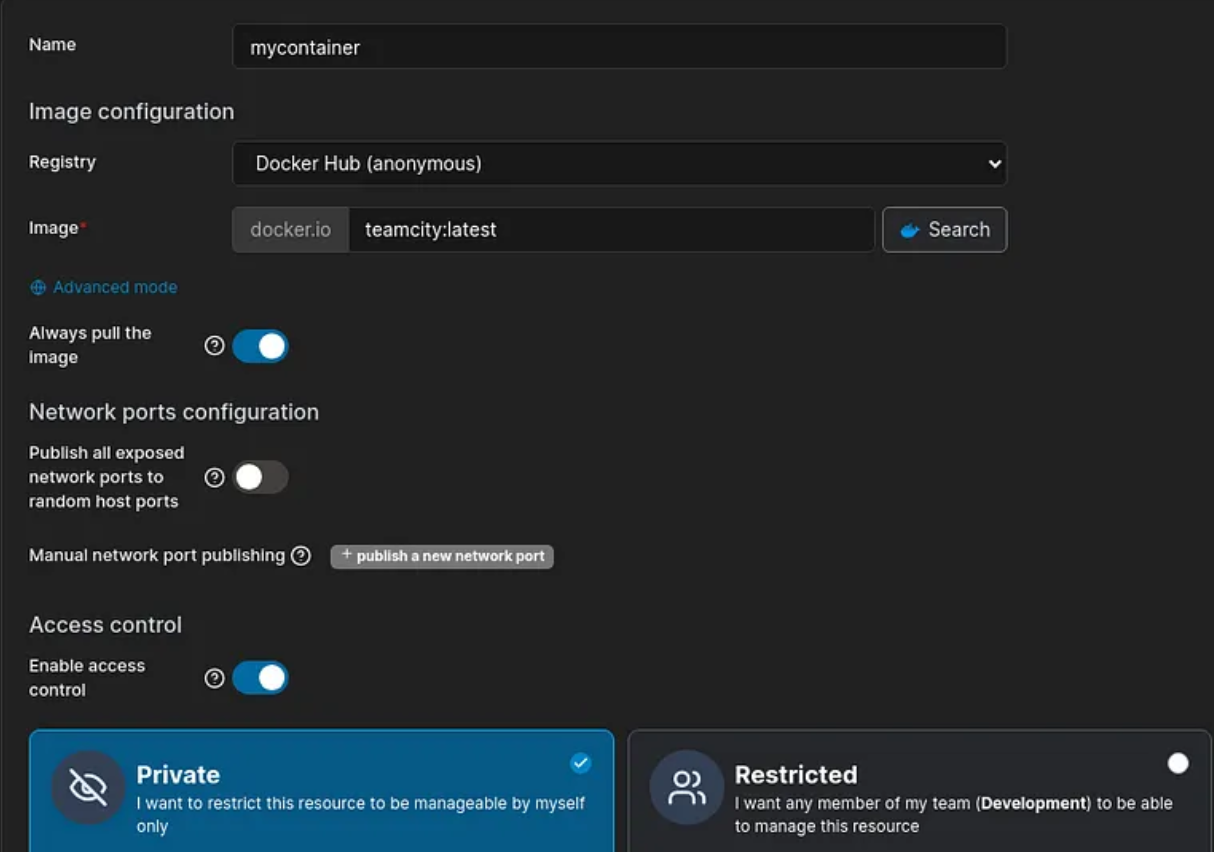 Name
mycontainer
Image configuration
Registry
Docker Hub (anonymous)
Image*
docker.io
teamcity:latest
Search
Advanced mode
Always pull the
image
Network ports configuration
Publish all exposed
network ports to
random host ports
Manual network port publishing
+ publish a new network port
Access control
Enable access
control
Private
I want to restrict this resource to be manageable by myself
only
Restricted
I want any member of my team (Development) to be able
to manage this resource